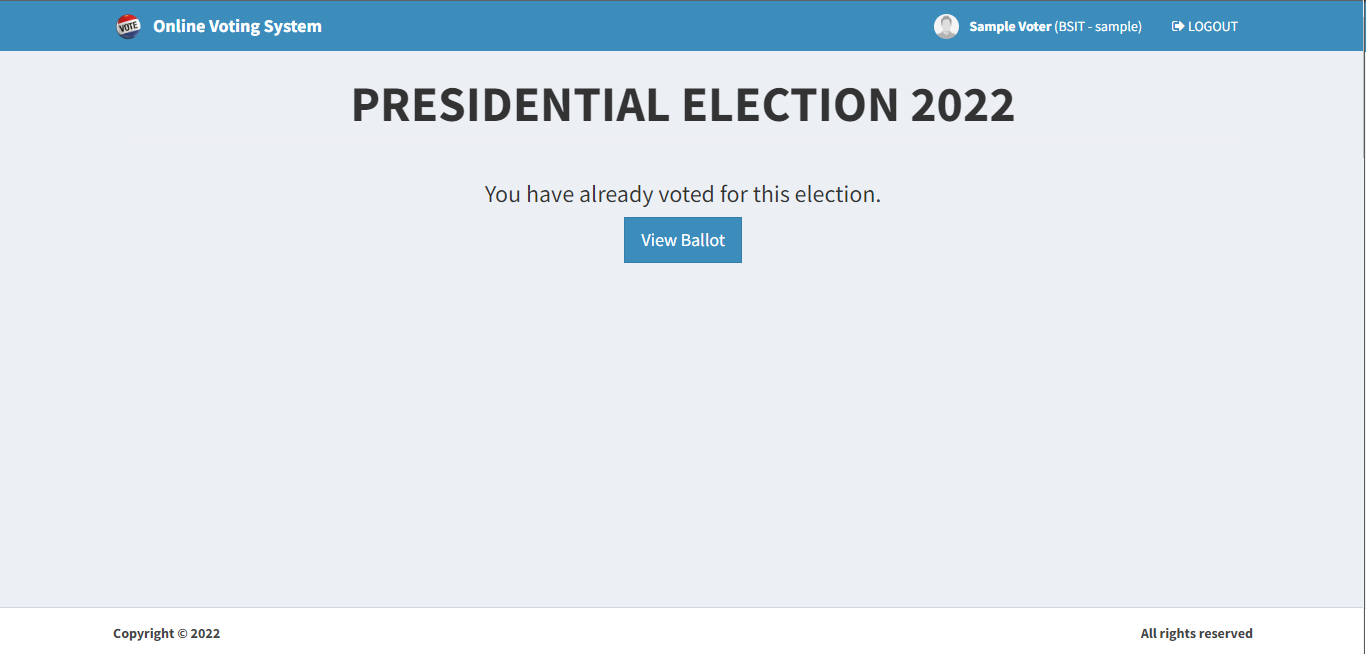 VOTE
Online Voting System
Sample Voter (BSIT - sample)
LOGOUT
PRESIDENTIAL ELECTION 2022
You have already voted for this election.
View Ballot
Copyright © 2022
All rights reserved